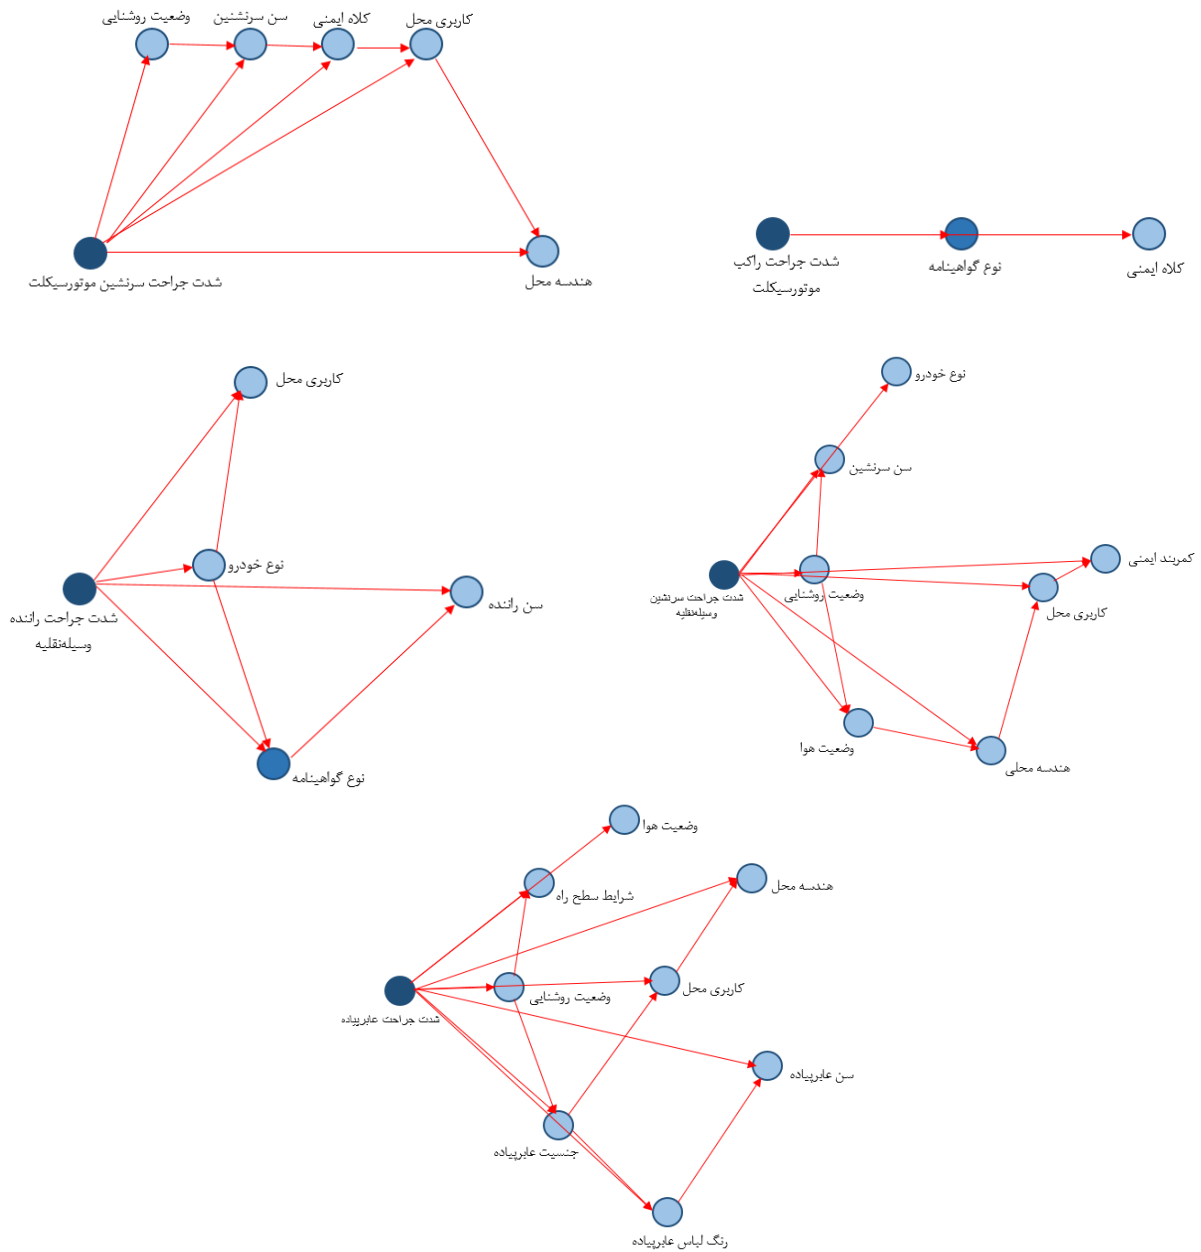 کاربری محل
کلاه ایمنی
سن سرنشنین
وضعیت روشنایی
شدت جراحت سرنشین موتورسیکلت
هندسه محل
شدت جراحت راکب
موتورسیکلت
نوع گواهینامه
کلاه ایمنی
کاربری محل
نوع خودرو
شدت جراحت راننده
وسیله‌نقلیه
سن راننده
نوع گواهینامه
نوع خودرو
سن سرنشین
کمربند ایمنی
وضعیت روشنایی
شدت جراحت سرنشین
وسیله‌نقلیه
کاربری محل
وضعیت هوا
هندسه محلی
وضعیت هوا
شرایط سطح راه
هندسه محل
وضعیت روشنایی
کاربری محل
شدت جراحت عابرپیاده
سن عابرپیاده
جنسیت عابرپیاده
رنگ لباس عابرپیاده